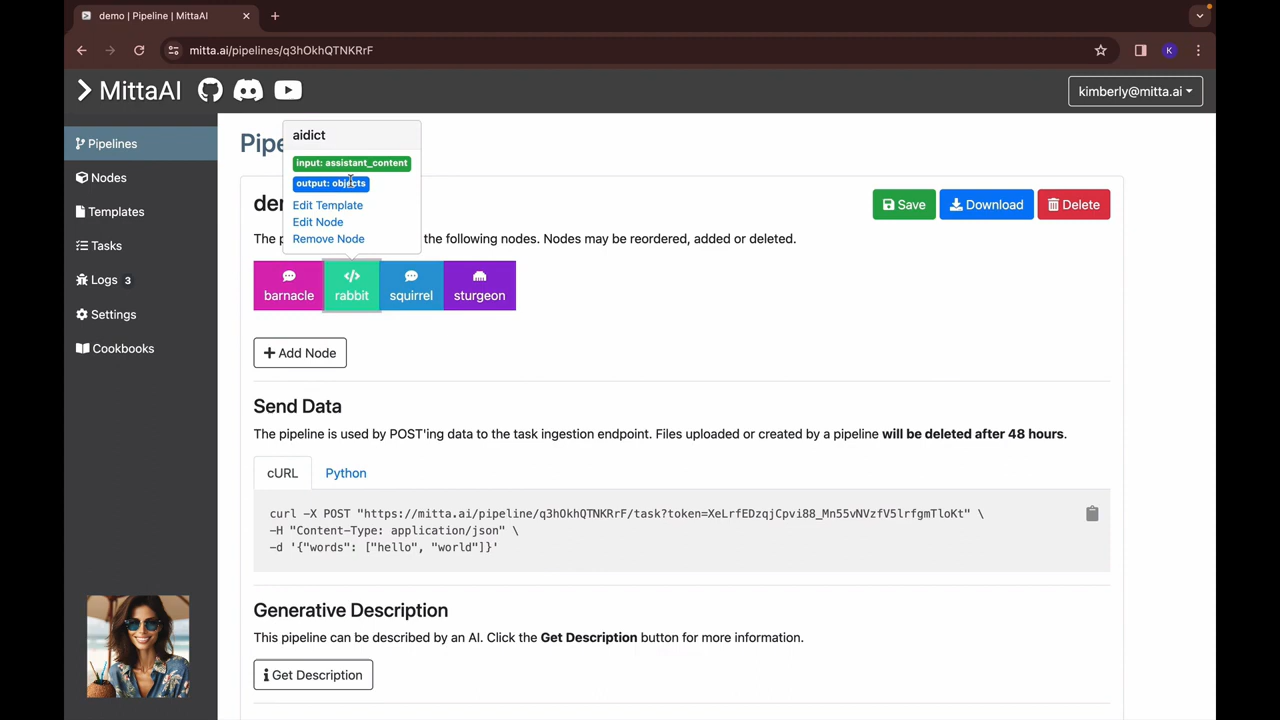 demo | Pipeline | MittaAI
mitta.ai/pipelines/q3hOkhQTNKRrF
K
MittaAI
kimberly@mitta.ai
Pipelines
Nodes
Templates
Tasks
Logs 3
Settings
Cookbooks
aidict
input: assistant_content
output: objects
Edit Template
Edit Node
Remove Node
Save
Download
Delete
The the following nodes. Nodes may be reordered, added or deleted.
barnacle
rabbit
squirrel
sturgeon
Add Node
Send Data
The pipeline is used by POST'ing data to the task ingestion endpoint. Files uploaded or created by a pipeline will be deleted after 48 hours.
cURL
Python
curl -X POST "https://mitta.ai/pipeline/q3hOkhQTNKRrF/task?token=XeLrfEDzqjCpvi88_Mn55vNVzfV5lrfgmTloKt" \
-H "Content-Type: application/json" \
-d '{"words": ["hello", "world"]}'
Generative Description
This pipeline can be described by an AI. Click the Get Description button for more information.
Get Description